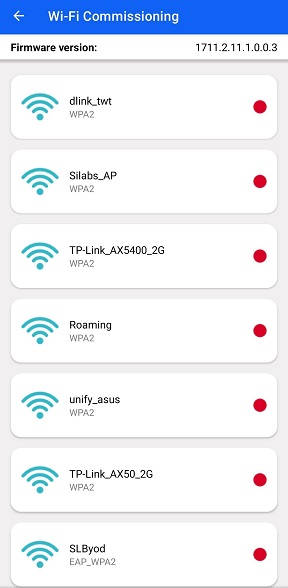 Wi-Fi Commissioning
Firmware version: 1711.2.11.1.0.0.3
dlink_twt
WPA2
Silabs_AP
WPA2
TP-Link_AX5400_2G
WPA2
Roaming
WPA2
unify_asus
WPA2
TP-Link_AX50_2G
WPA2
SLByod
EAP_WPA2